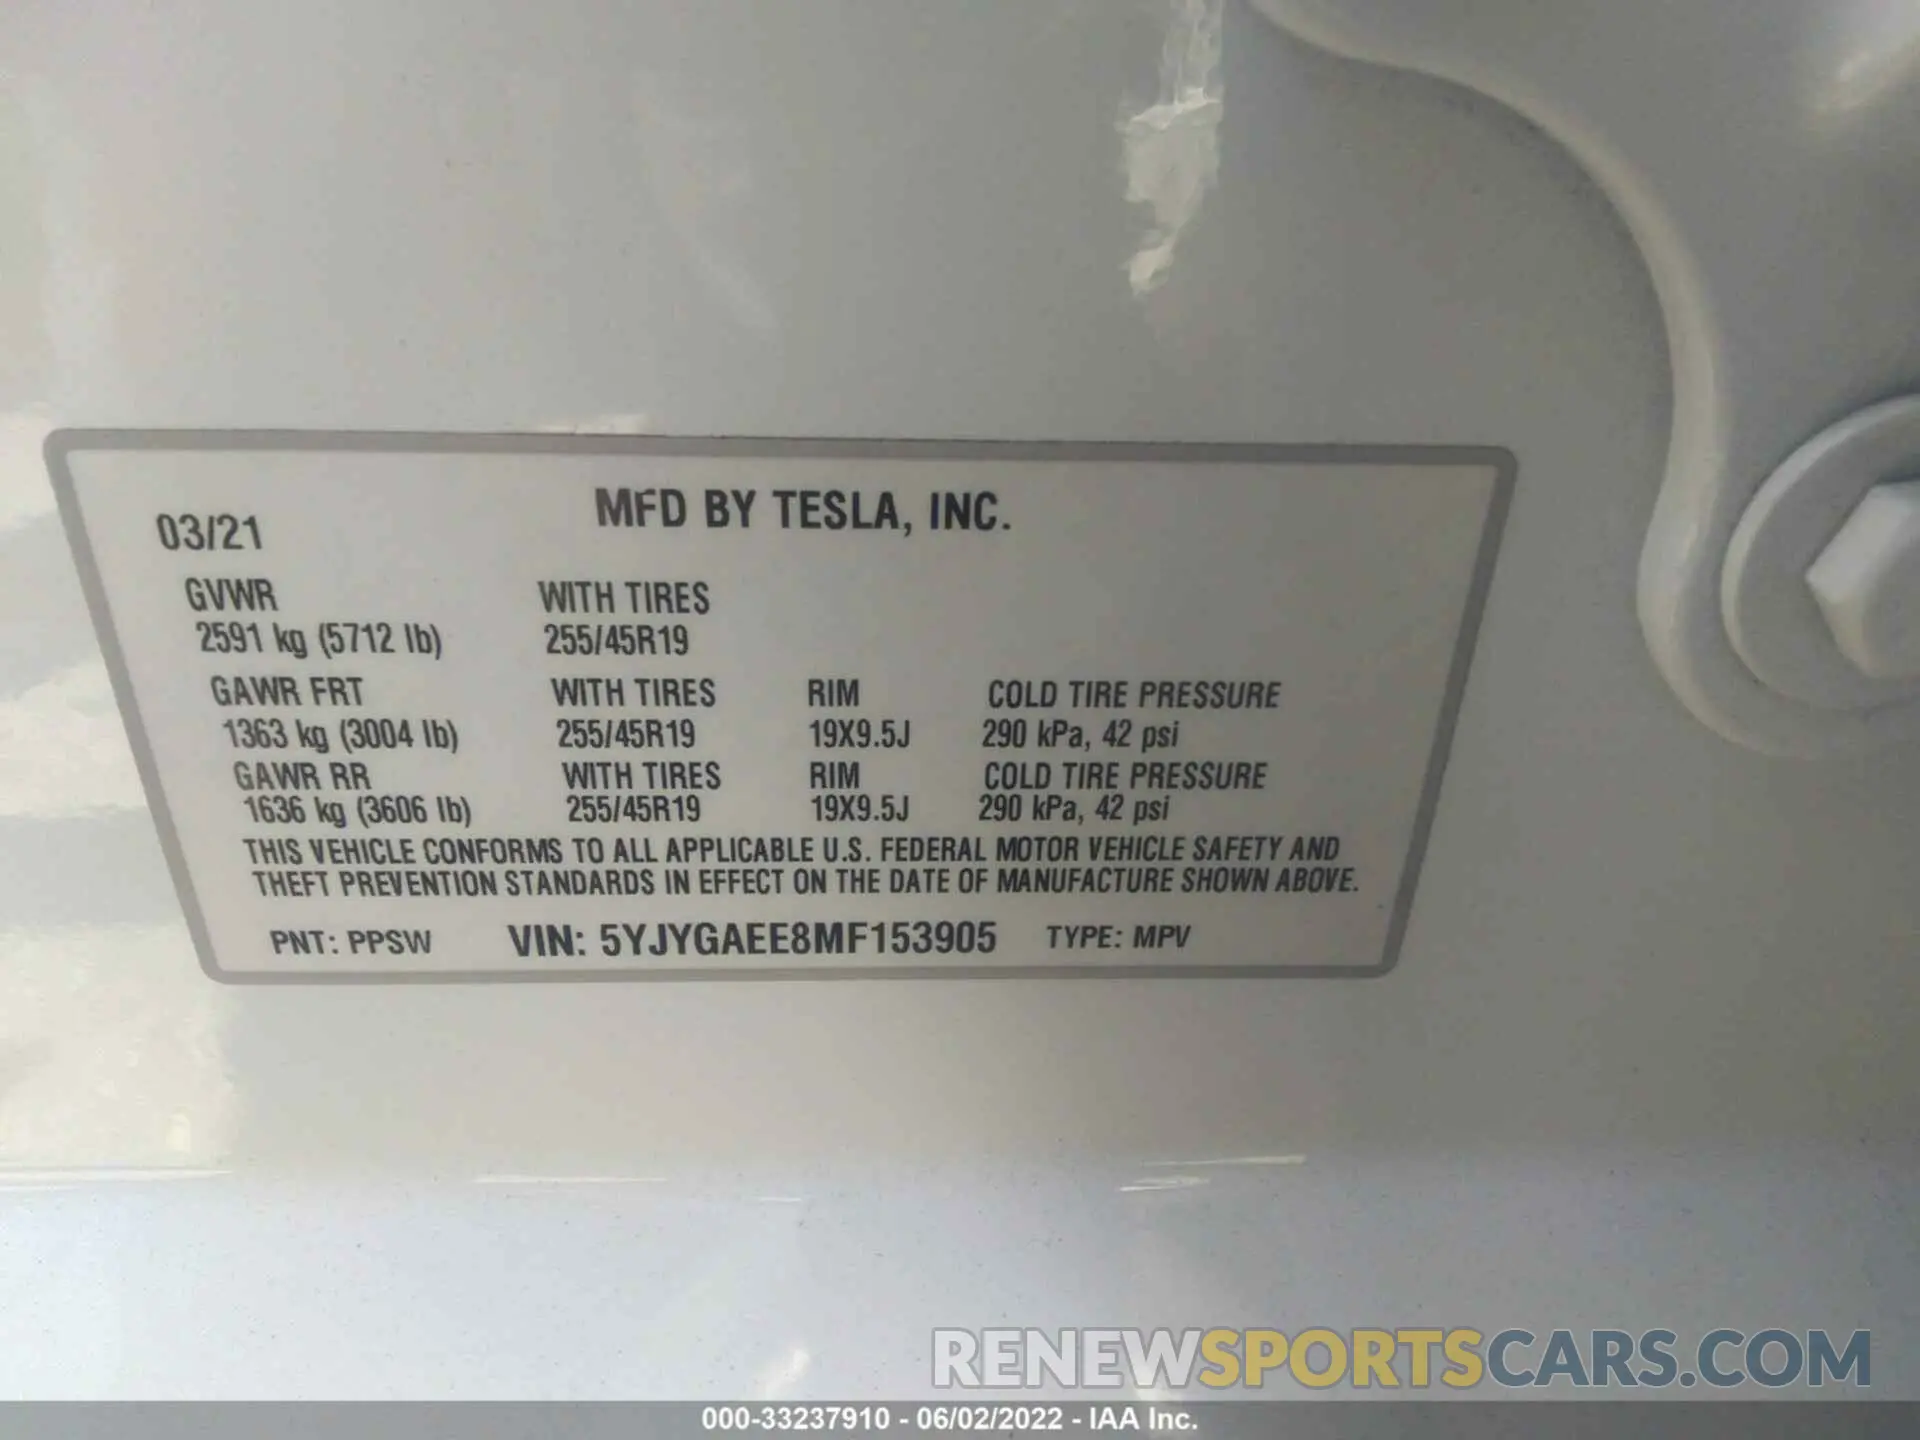 MFD BY TESLA, INC.
03/21
GVWR WITH TIRES
2591 kg (5712 lb) 255/45R19
GAWR FRT WITH TIRES RIM COLD TIRE PRESSURE
1363 kg (3004 lb) 255/45R19 19X9.5J 290 kPa, 42 psi
GAWR RR WITH TIRES RIM COLD TIRE PRESSURE
1636 kg (3606 lb) 255/45R19 19X9.5J 290 kPa, 42 psi
THIS VEHICLE CONFORMS TO ALL APPLICABLE U.S. FEDERAL MOTOR VEHICLE SAFETY AND
THEFT PREVENTION STANDARDS IN EFFECT ON THE DATE OF MANUFACTURE SHOWN ABOVE.
PNT: PPSW VIN: 5YJYGAEE8MF153905 TYPE: MPV
RENEWSPORTSCARS.COM
000-33237910 - 06/02/2022 - IAA Inc.